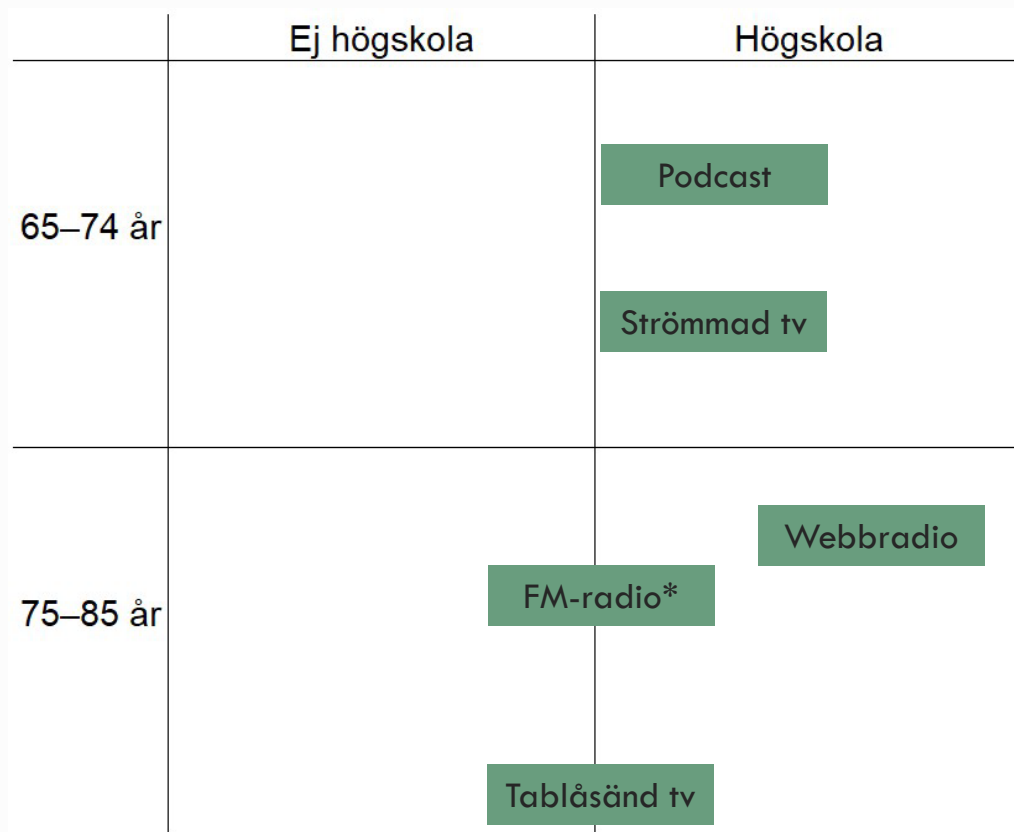 Ej högskola
Högskola
Podcast
65–74 år
Strömmad tv
Webbradio
FM-radio*
75–85 år
Tablåsänd tv